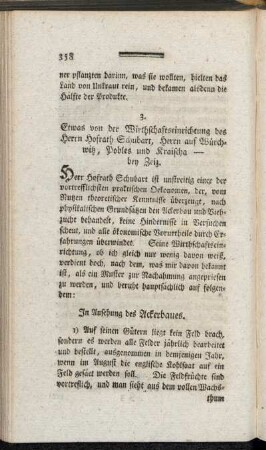 358
ner pflanzten darinn, was sie wollten, hielten das
Land von Unkraut rein, und bekamen alsdenn die
Hälfte der Produkte.
3.
Etwas von der Wirthschaftseinrichtung des
Herrn Hofrath Schubart, Herrn auf Würch-
witz, Pobles und Kraischa —
bey Zeiz.
Herr Hofrath Schubart ist unstreitig einer der
vortreflichsten praktischen Oekonomen, der, vom
Nutzen theoretischer Kenntnisse überzeugt, nach
physikalischen Grundsätzen den Ackerbau und Vieh-
zucht behandelt, keine Hindernisse in Versuchen
scheut, und alle ökonomische Vorurtheile durch Er-
fahrungen überwindet. Seine Wirthschaftsein-
richtung, ob ich gleich nur wenig davon weiß,
verdient doch, nach dem, was mir davon bekannt
ist, als ein Muster zur Nachahmung angepriesen
zu werden, und beruht hauptsächlich auf folgen-
dem:
In Ansehung des Ackerbaues.
1) Auf seinen Gütern liegt kein Feld brach,
sondern es werden alle Felder jährlich bearbeitet
und bestellt, ausgenommen in demjenigen Jahr,
wenn im August die englische Kohlsaat auf ein
Feld gesäet werden soll. Die Feldfrüchte sind
vortreflich, und man sieht aus dem vollen Wachs-
thum